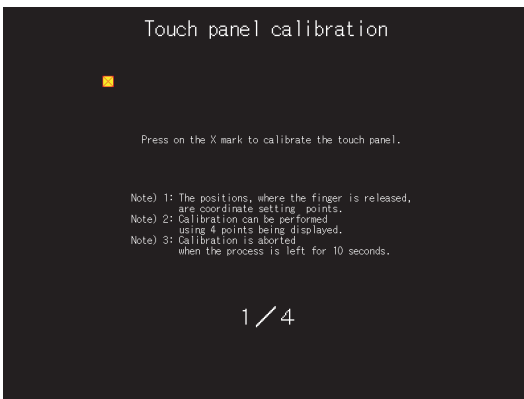 Touch panel calibration
Press on the X mark to calibrate the touch panel.
Note) 1: The positions, where the finger is released,
are coordinate setting points.
Note) 2: Calibration can be performed
using 4 points being displayed.
Note) 3: Calibration is aborted
when the process is left for 10 seconds.
1/4